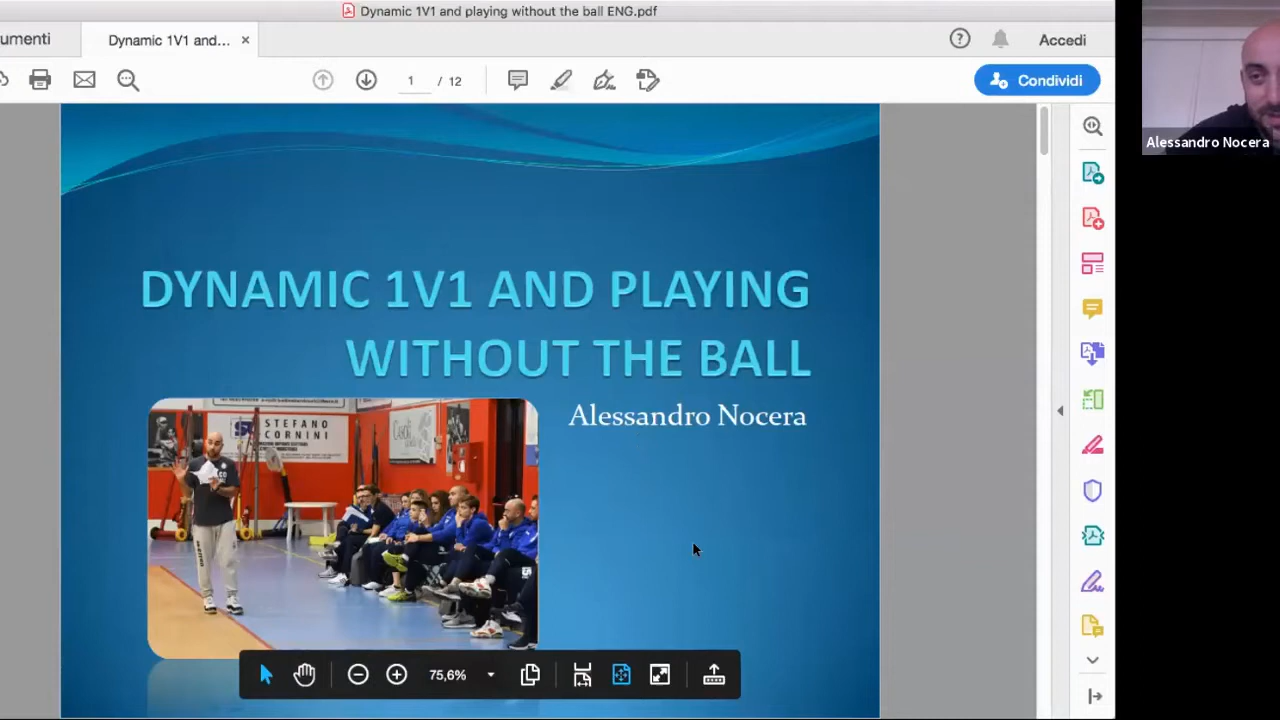 Dynamic 1V1 and playing without the ball ENG.pdf
umenti
Dynamic 1V1 and...
Accedi
1 / 12
Condividi
Alessandro Nocera
DYNAMIC 1V1 AND PLAYING
WITHOUT THE BALL
Alessandro Nocera
STEFANO
CORNINI
75,6%